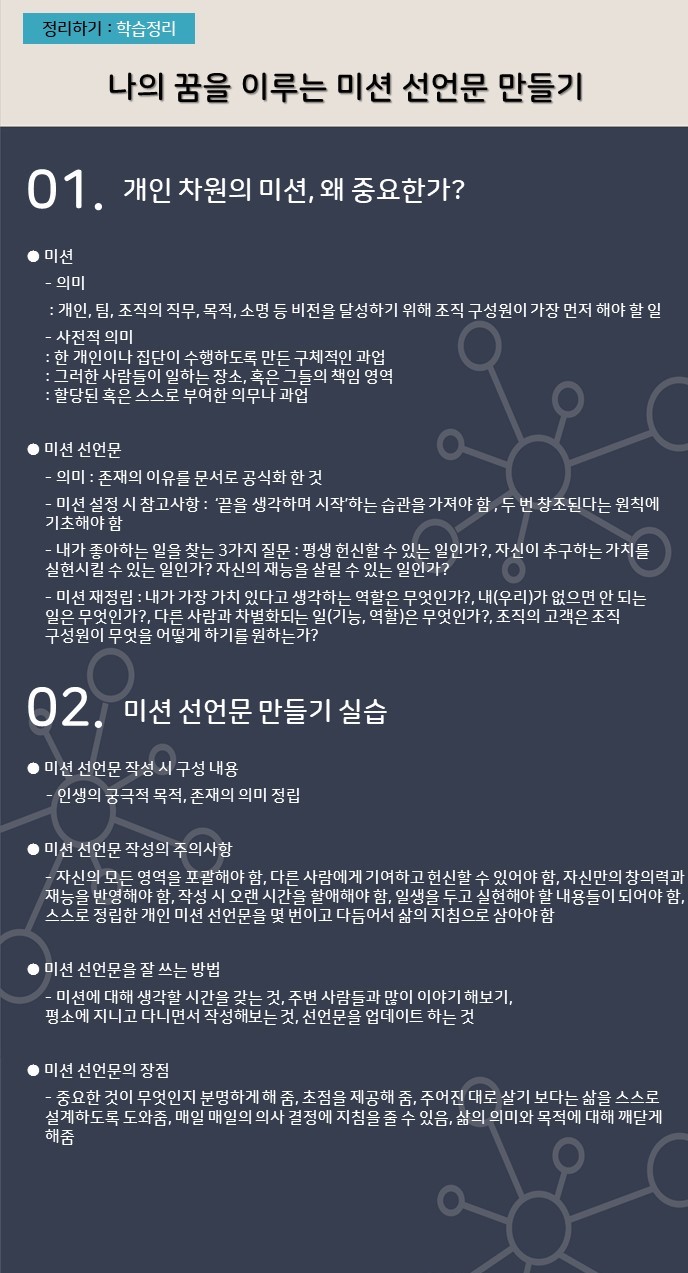 정리하기 : 학습정리
나의 꿈을 이루는 미션 선언문 만들기
01. 개인 차원의 미션, 왜 중요한가?
● 미션
- 의미
: 개인, 팀, 조직의 직무, 목적, 소명 등 비전을 달성하기 위해 조직 구성원이 가장 먼저 해야 할 일
- 사전적 의미
: 한 개인이나 집단이 수행하도록 만든 구체적인 과업
: 그러한 사람들이 일하는 장소, 혹은 그들의 책임 영역
: 할당된 혹은 스스로 부여한 의무나 과업
● 미션 선언문
- 의미 : 존재의 이유를 문서로 공식화 한 것
- 미션 설정 시 참고사항 : ‘끝을 생각하며 시작’하는 습관을 가져야 함 , 두 번 창조된다는 원칙에
기초해야 함
- 내가 좋아하는 일을 찾는 3가지 질문 : 평생 헌신할 수 있는 일인가?, 자신이 추구하는 가치를
실현시킬 수 있는 일인가? 자신의 재능을 살릴 수 있는 일인가?
- 미션 재정립 : 내가 가장 가치 있다고 생각하는 역할은 무엇인가?, 내(우리)가 없으면 안 되는
일은 무엇인가?, 다른 사람과 차별화되는 일(기능, 역할)은 무엇인가?, 조직의 고객은 조직
구성원이 무엇을 어떻게 하기를 원하는가?
02. 미션 선언문 만들기 실습
● 미션 선언문 작성 시 구성 내용
- 인생의 궁극적 목적, 존재의 의미 정립
● 미션 선언문 작성의 주의사항
- 자신의 모든 영역을 포괄해야 함, 다른 사람에게 기여하고 헌신할 수 있어야 함, 자신만의 창의력과
재능을 반영해야 함, 작성 시 오랜 시간을 할애해야 함, 일생을 두고 실현해야 할 내용들이 되어야 함,
스스로 정립한 개인 미션 선언문을 몇 번이고 다듬어서 삶의 지침으로 삼아야 함
● 미션 선언문을 잘 쓰는 방법
- 미션에 대해 생각할 시간을 갖는 것, 주변 사람들과 많이 이야기 해보기,
평소에 지니고 다니면서 작성해보는 것, 선언문을 업데이트 하는 것
● 미션 선언문의 장점
- 중요한 것이 무엇인지 분명하게 해 줌, 초점을 제공해 줌, 주어진 대로 살기 보다는 삶을 스스로
설계하도록 도와줌, 매일 매일의 의사 결정에 지침을 줄 수 있음, 삶의 의미와 목적에 대해 깨닫게
해줌